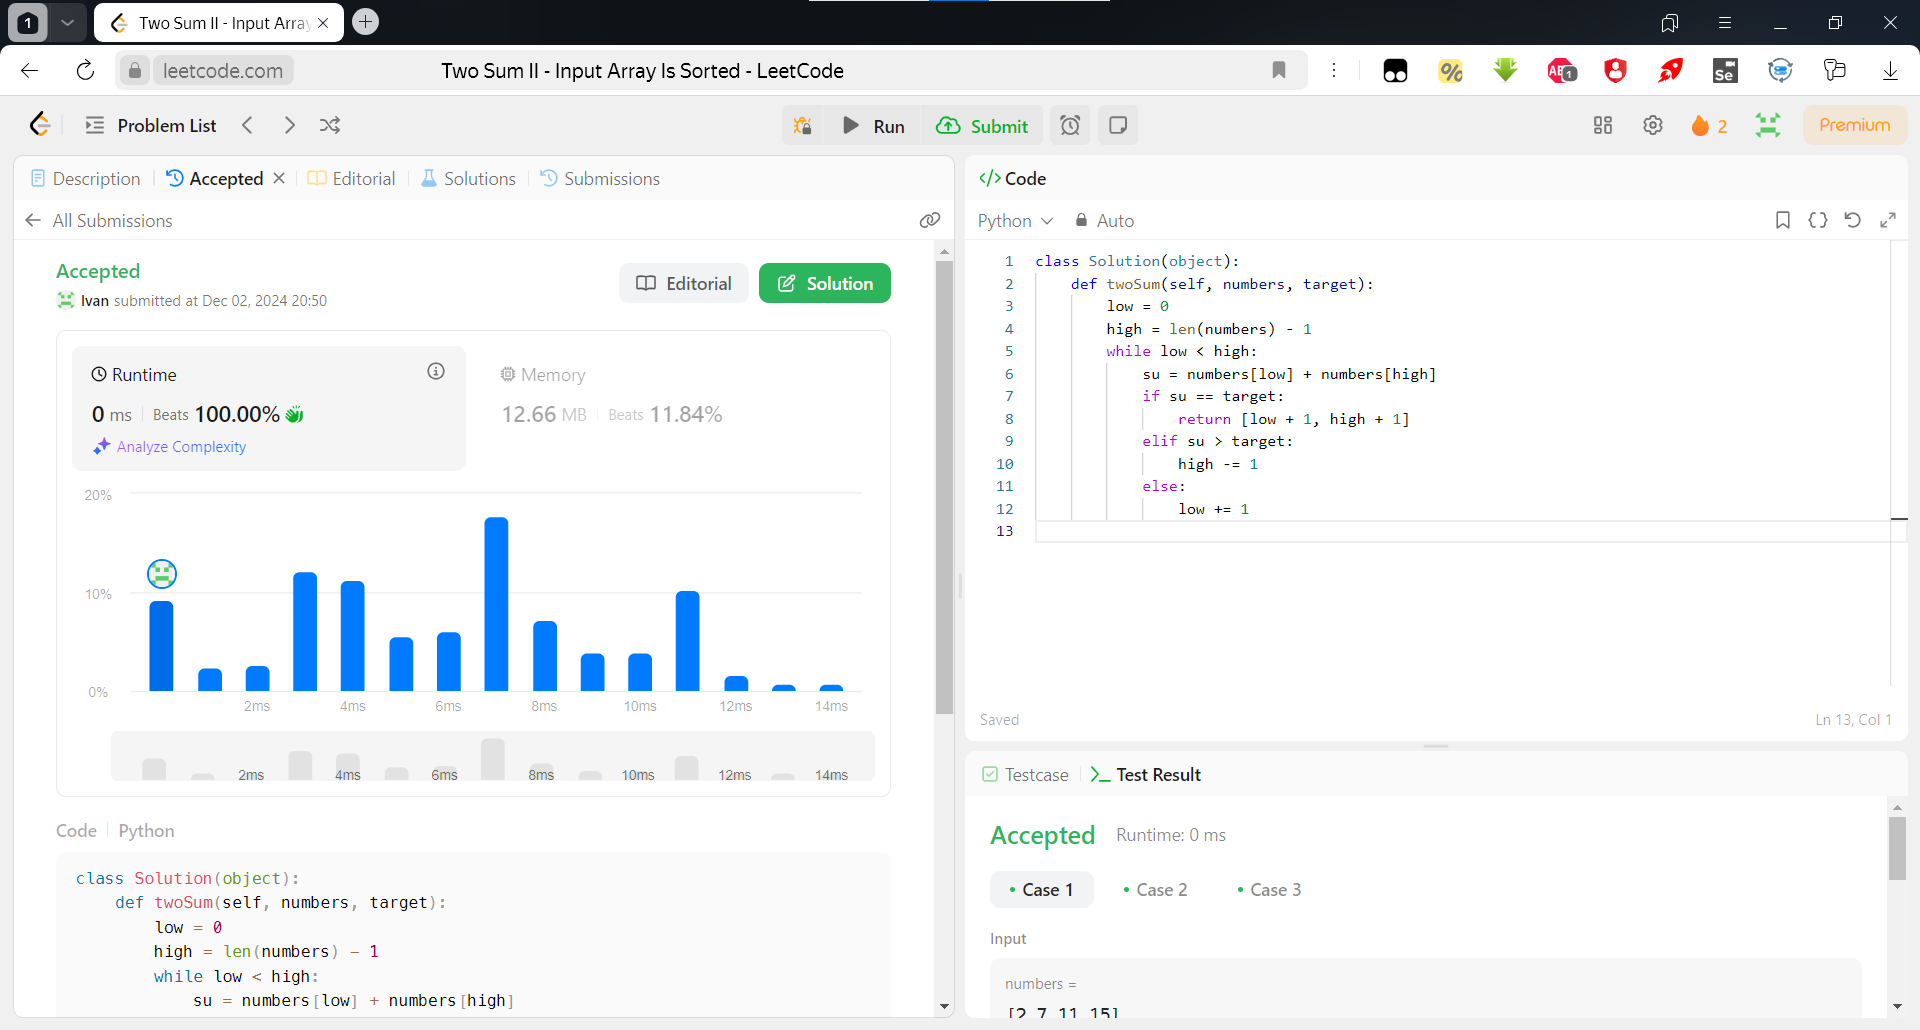 1
Two Sum II - Input Array
leetcode.com
Two Sum II - Input Array Is Sorted - LeetCode
Problem List
Run
Submit
2
Premium
Description
Accepted
Editorial
Solutions
Submissions
All Submissions
Accepted
Ivan submitted at Dec 02, 2024 20:50
Editorial
Solution
Runtime
0 ms
Beats 100.00%
Analyze Complexity
Memory
12.66 MB
Beats 11.84%
20%
10%
0%
2ms 4ms 6ms 8ms 10ms 12ms 14ms
2ms 4ms 6ms 8ms 10ms 12ms 14ms
Code
Python
class Solution(object):
def twoSum(self, numbers, target):
low = 0
high = len(numbers) - 1
while low < high:
su = numbers[low] + numbers[high]
</> Code
Python
Auto
1 class Solution(object):
2 def twoSum(self, numbers, target):
3 low = 0
4 high = len(numbers) - 1
5 while low < high:
6 su = numbers[low] + numbers[high]
7 if su == target:
8 return [low + 1, high + 1]
9 elif su > target:
10 high -= 1
11 else:
12 low += 1
13
Saved
Ln 13, Col 1
Testcase
Test Result
Accepted
Runtime: 0 ms
Case 1
Case 2
Case 3
Input
numbers =
[2,7,11,15]